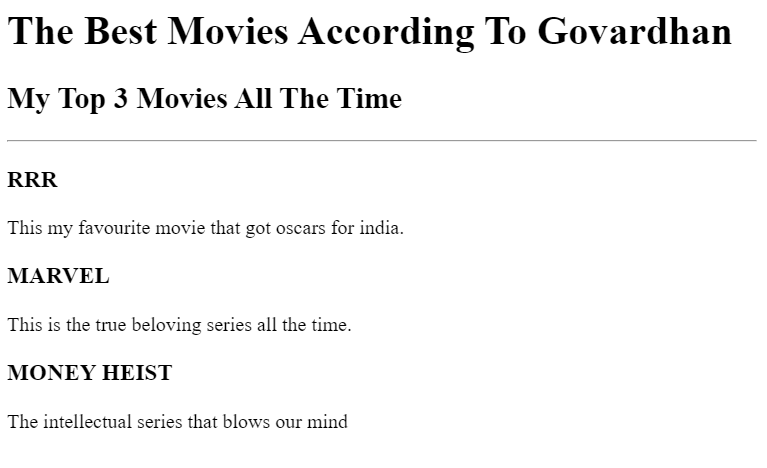 The Best Movies According To Govardhan
My Top 3 Movies All The Time
RRR
This my favourite movie that got oscars for india.
MARVEL
This is the true beloving series all the time.
MONEY HEIST
The intellectual series that blows our mind